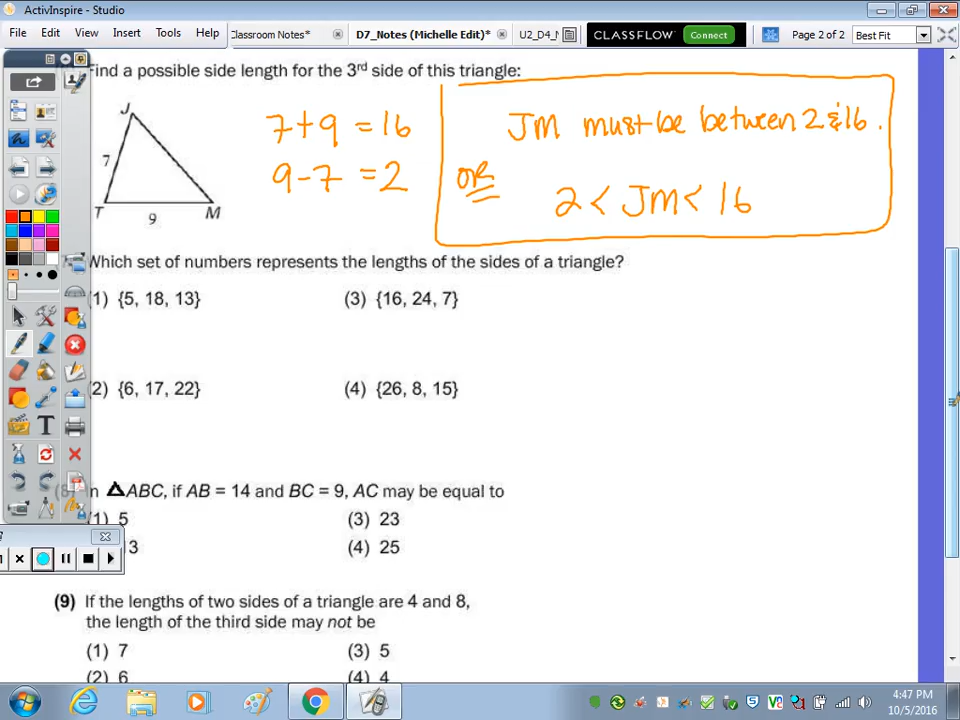 ActivInspire - Studio
File Edit View Insert Tools Help Classroom Notes* D7_Notes (Michelle Edit)* U2_D4_N CLASSFLOW Connect Page 2 of 2 Best Fit
Find a possible side length for the 3rd side of this triangle:
J
7
T
9
M
7+9 = 16
9-7 = 2
JM must be between 2 & 16.
OR
2 < JM < 16
Which set of numbers represents the lengths of the sides of a triangle?
(1) {5, 18, 13}
(3) {16, 24, 7}
(2) {6, 17, 22}
(4) {26, 8, 15}
(8) In △ABC, if AB = 14 and BC = 9, AC may be equal to
(1) 5
(3) 23
13
(4) 25
(9) If the lengths of two sides of a triangle are 4 and 8,
the length of the third side may not be
(1) 7
(3) 5
(2) 6
(4) 4
4:47 PM
10/5/2016